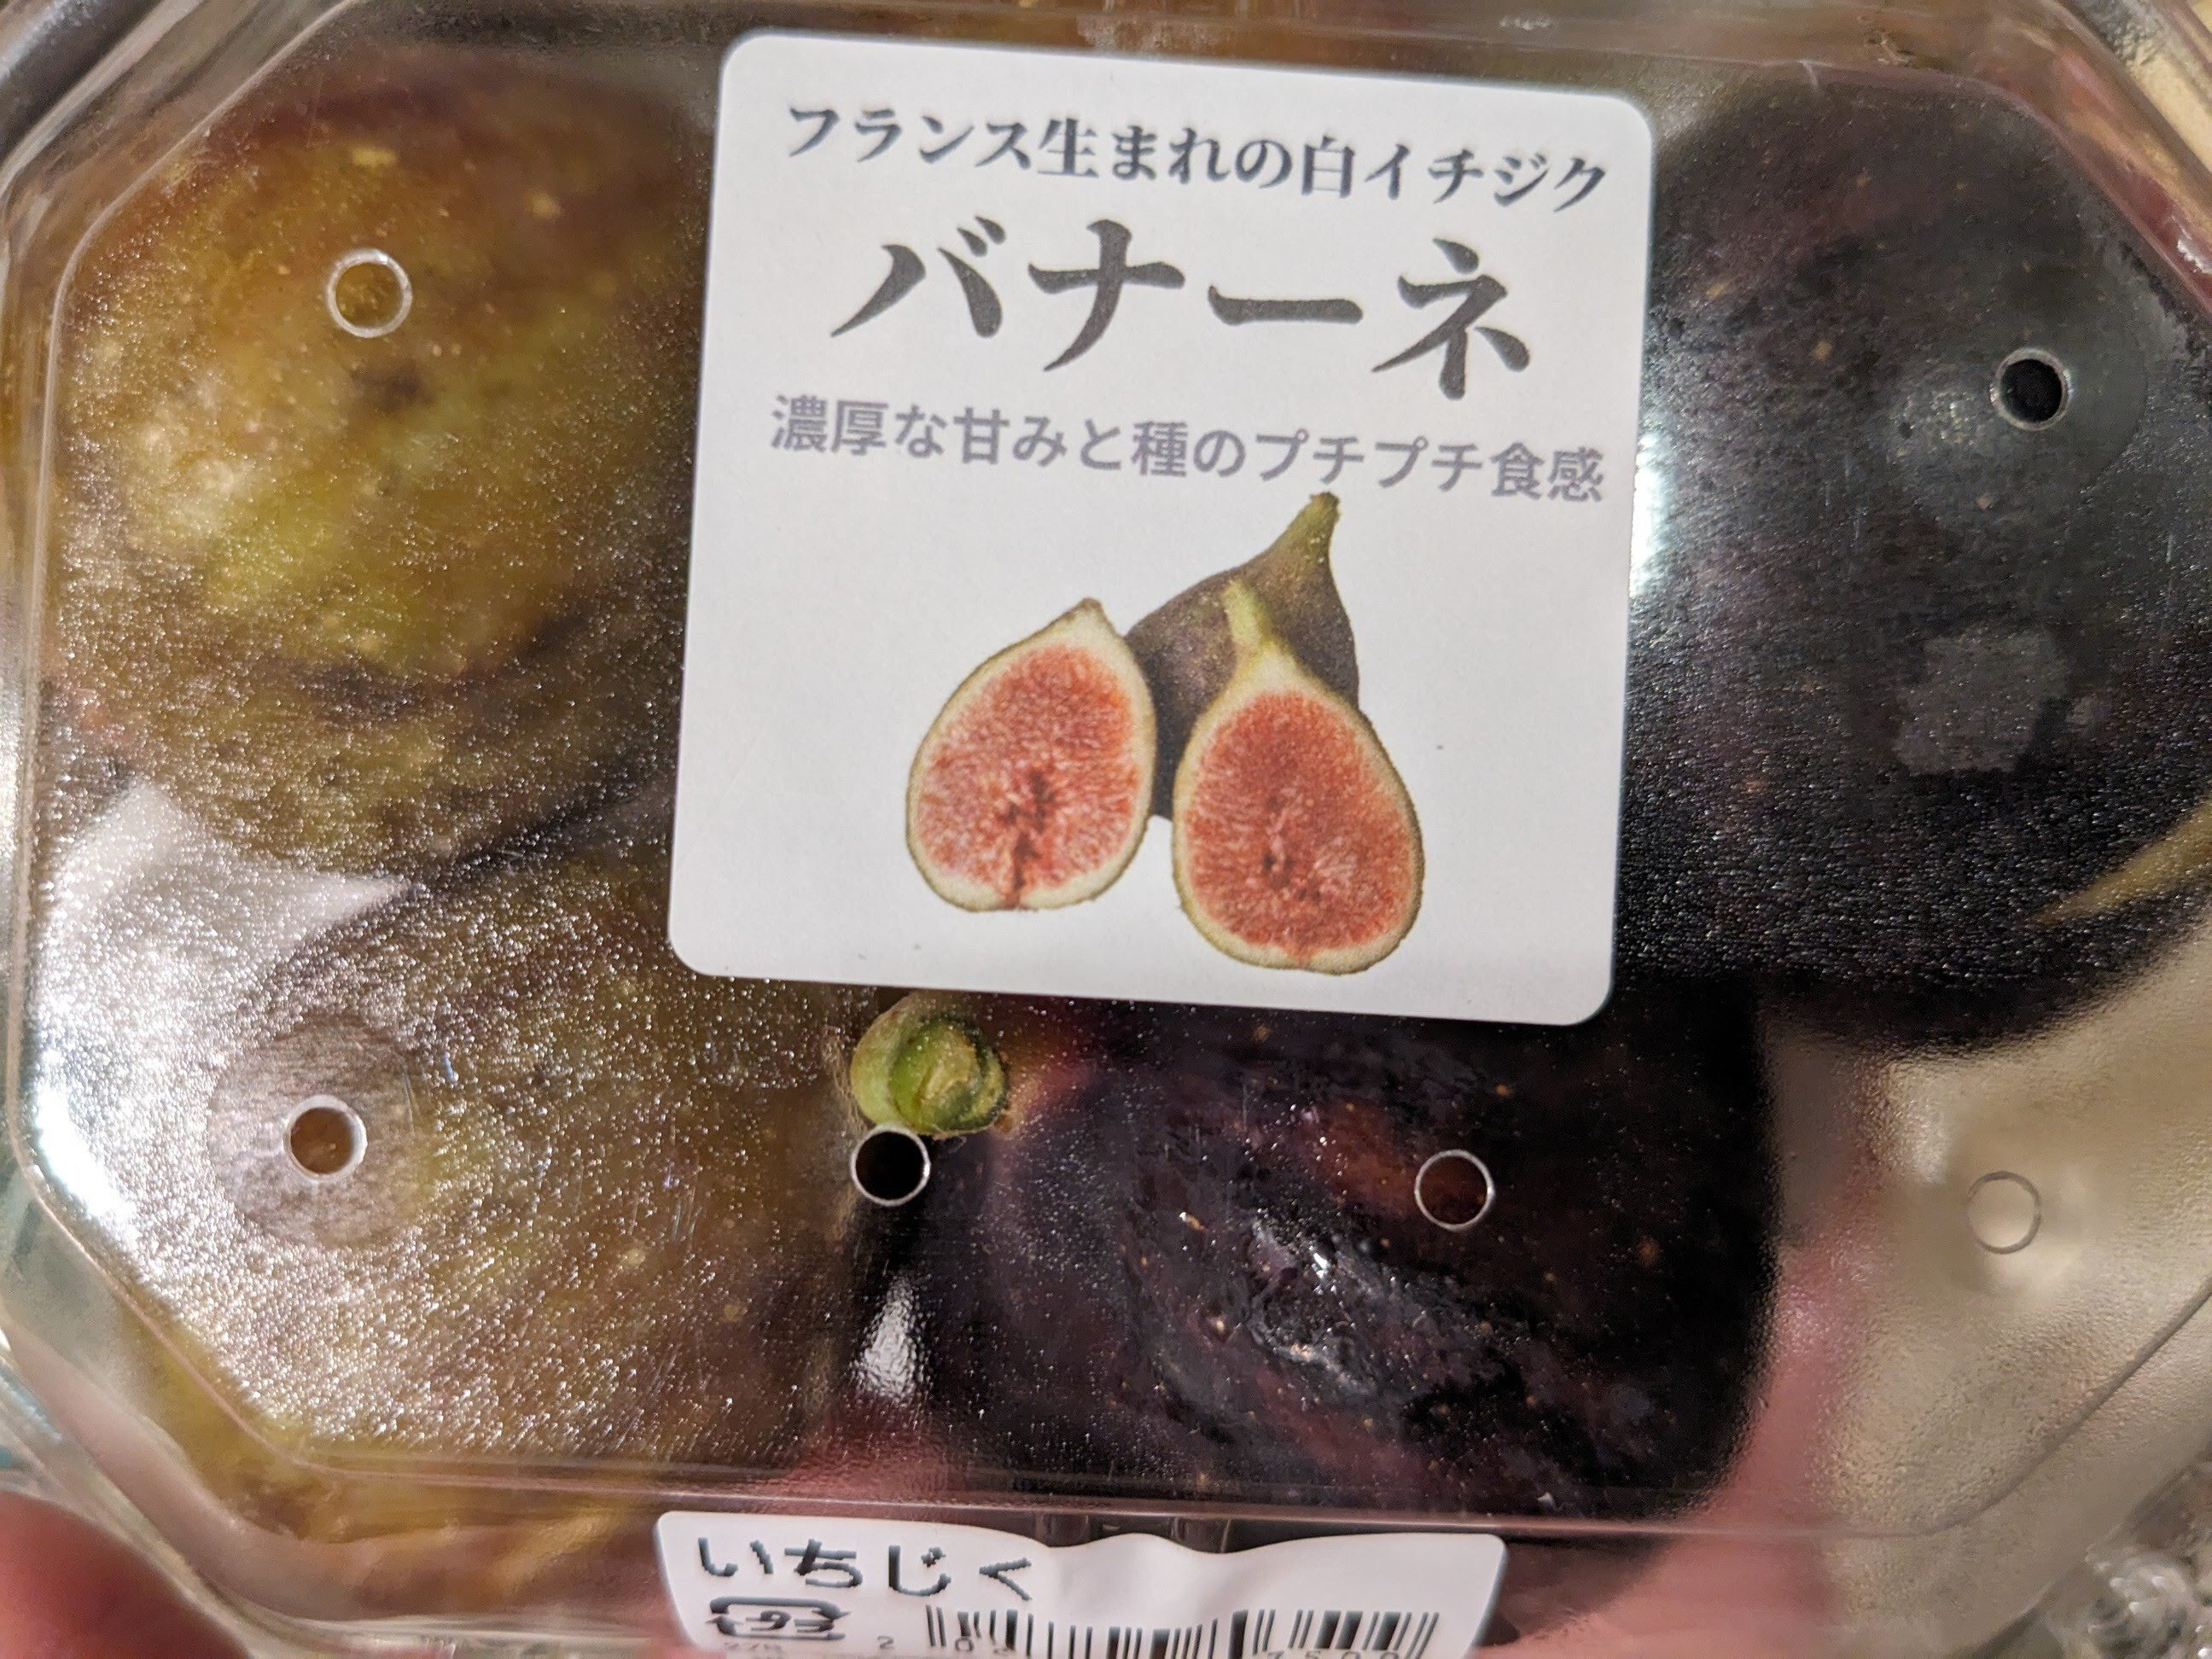 フランス生まれの白イチジク
バナーネ
濃厚な甘みと種のプチプチ食感
いちじく